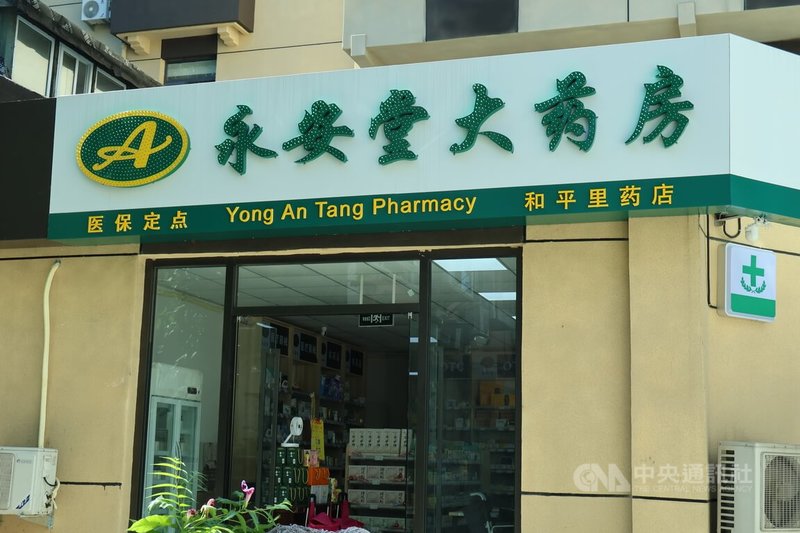 永安堂大药房
医保定点 Yong An Tang Pharmacy 和平里药店
EXIT
中央通訊社
THE CENTRAL NEWS AGENCY